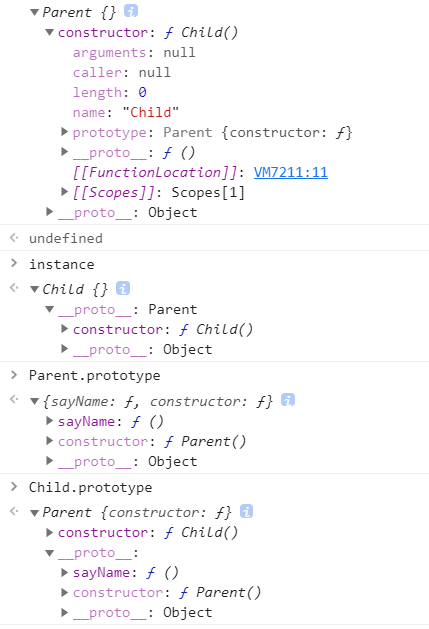 ▼Parent {} i
▼constructor: ƒ Child()
arguments: null
caller: null
length: 0
name: "Child"
▶prototype: Parent {constructor: ƒ}
▶__proto__: ƒ ()
[[FunctionLocation]]: VM7211:11
▶[[Scopes]]: Scopes[1]
▶__proto__: Object
undefined
> instance
▼Child {} i
▼__proto__: Parent
▶constructor: ƒ Child()
▶__proto__: Object
> Parent.prototype
▼{sayName: ƒ, constructor: ƒ} i
▶sayName: ƒ ()
▶constructor: ƒ Parent()
▶__proto__: Object
> Child.prototype
▼Parent {constructor: ƒ} i
▶constructor: ƒ Child()
▼__proto__:
▶sayName: ƒ ()
▶constructor: ƒ Parent()
▶__proto__: Object